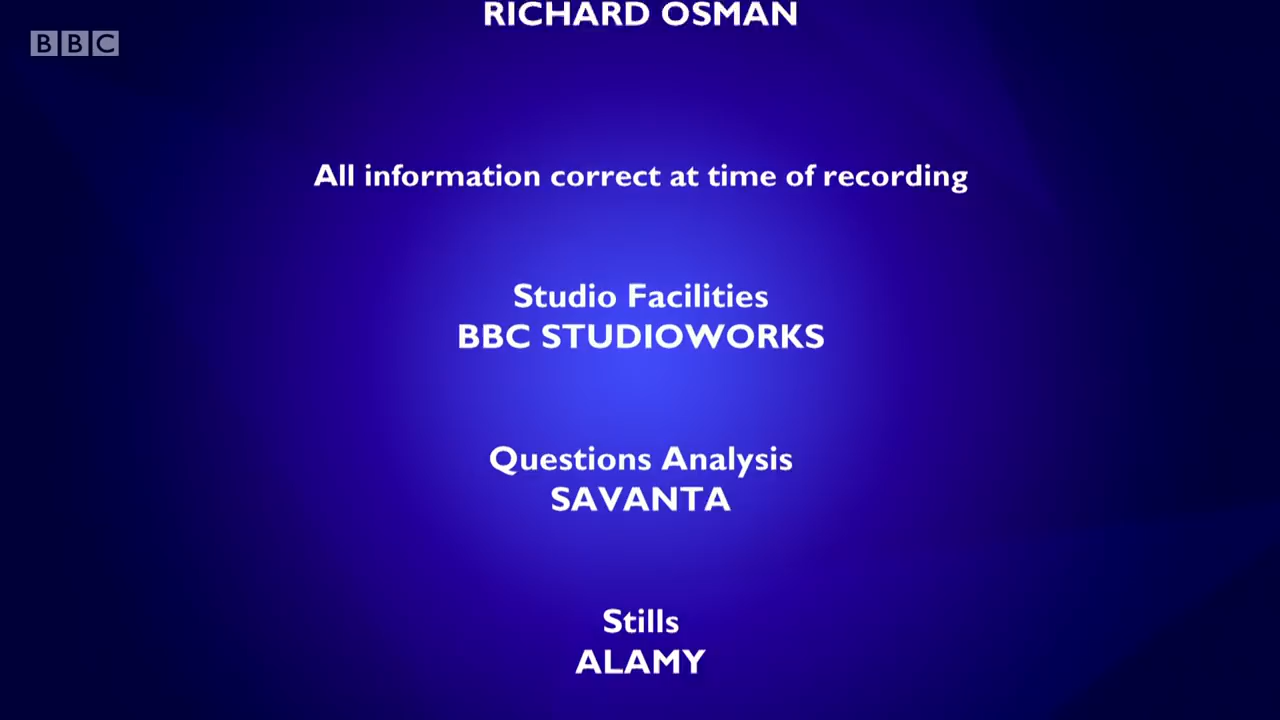 RICHARD OSMAN
BBC
All information correct at time of recording
Studio Facilities
BBC STUDIOWORKS
Questions Analysis
SAVANTA
Stills
ALAMY